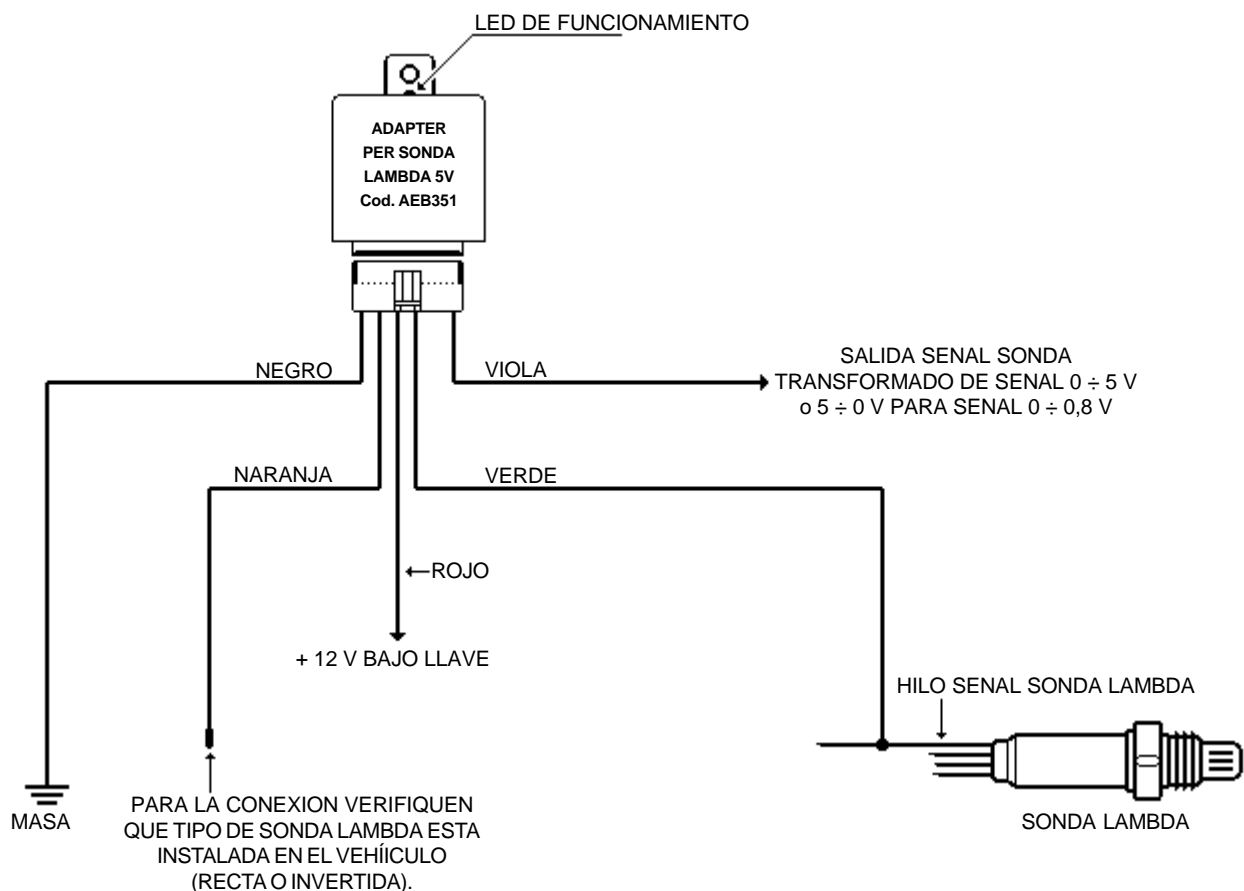 LED DE FUNCIONAMIENTO
ADAPTER
PER SONDA
LAMBDA 5V
Cod. AEB351
NEGRO
VIOLA
SALIDA SENAL SONDA
TRANSFORMADO DE SENAL 0 ÷ 5 V
o 5 ÷ 0 V PARA SENAL 0 ÷ 0,8 V
NARANJA
VERDE
ROJO
+ 12 V BAJO LLAVE
HILO SENAL SONDA LAMBDA
MASA
PARA LA CONEXION VERIFIQUEN
QUE TIPO DE SONDA LAMBDA ESTA
INSTALADA EN EL VEHÍICULO
(RECTA O INVERTIDA).
SONDA LAMBDA